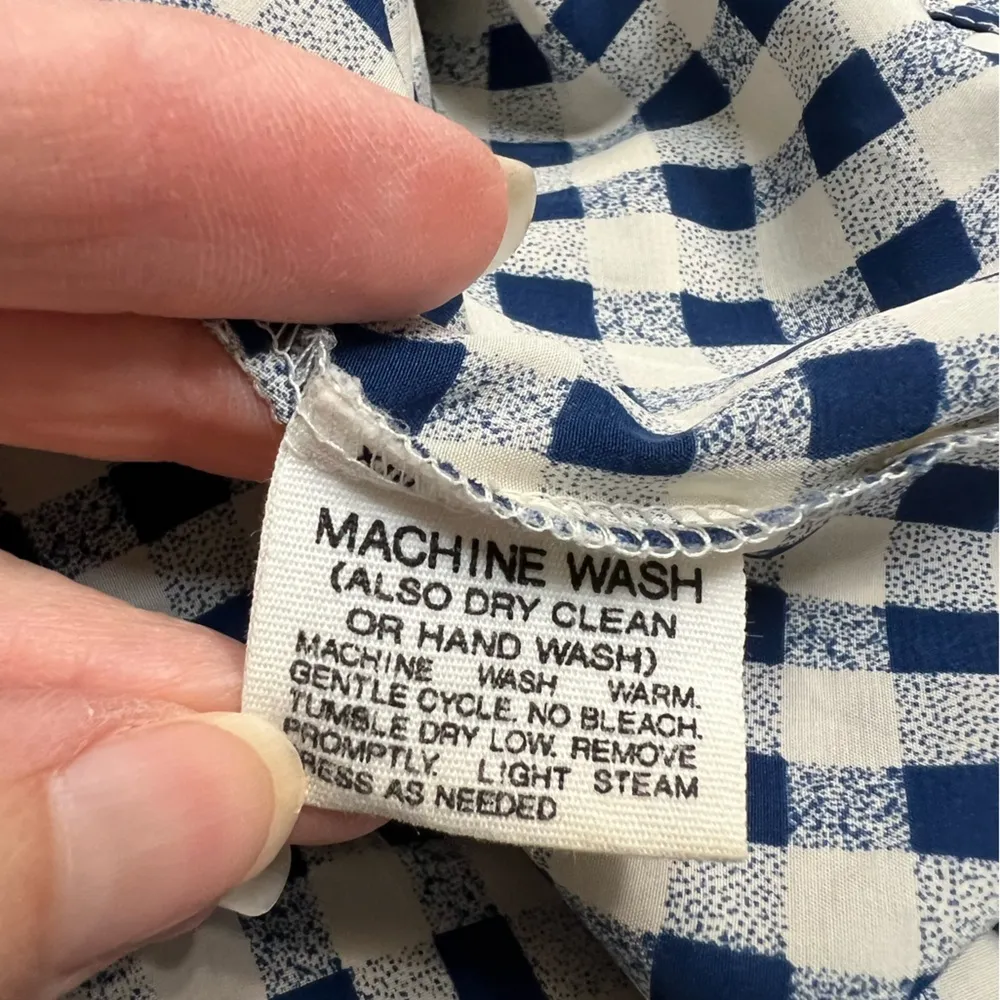 MACHINE WASH
(ALSO DRY CLEAN
OR HAND WASH)
MACHINE WASH WARM.
GENTLE CYCLE. NO BLEACH.
TUMBLE DRY LOW. REMOVE
PROMPTLY. LIGHT STEAM
PRESS AS NEEDED